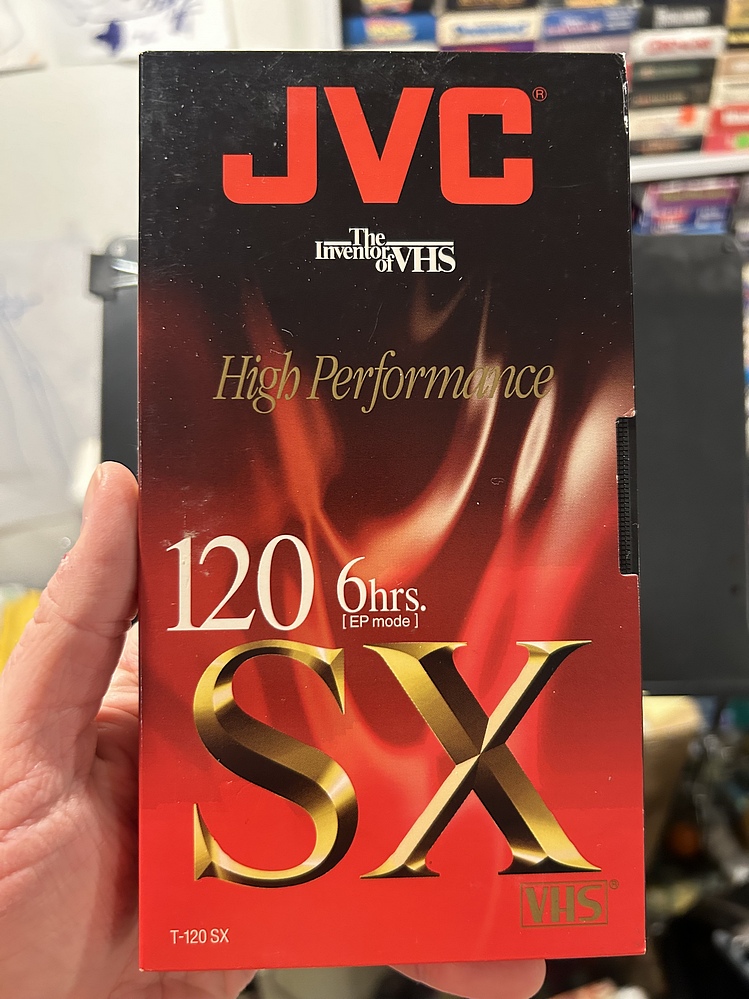 JVC®
The
Inventor
of VHS
High Performance
120 6hrs.
[EP mode]
SX
VHS®
T-120 SX